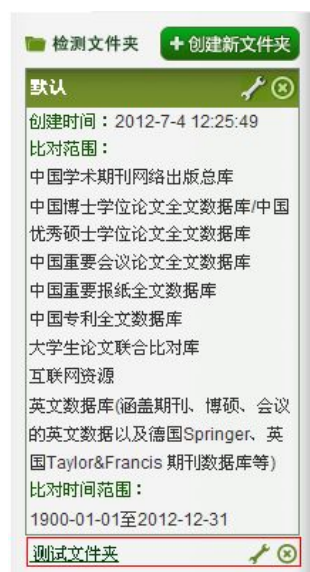 检测文件夹 +创建新文件夹
默认
创建时间：2012-7-4 12:25:49
比对范围：
中国学术期刊网络出版总库
中国博士学位论文全文数据库/中国
优秀硕士学位论文全文数据库
中国重要会议论文全文数据库
中国重要报纸全文数据库
中国专利全文数据库
大学生论文联合比对库
互联网资源
英文数据库(涵盖期刊、博硕、会议
的英文数据以及德国Springer、英
国Taylor&Francis 期刊数据库等)
比对时间范围：
1900-01-01至2012-12-31
测试文件夹